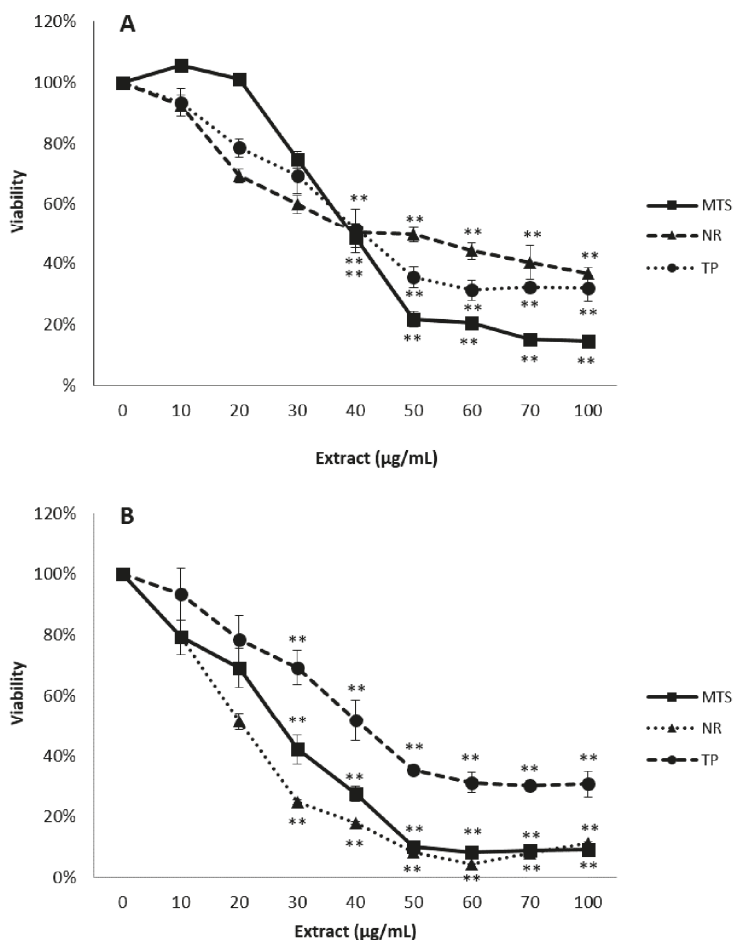 A
120%
100%
80%
60%
40%
20%
%
Viability
** ** ** ** **
**
**
** ** ** **
** ** ** **
0 10 20 30 40 50 60 70 100
Extract (µg/mL)
MTS
NR
TP
B
120%
100%
80%
60%
40%
20%
0%
Viability
** ** ** ** ** **
** ** ** ** ** **
** ** ** ** ** **
0 10 20 30 40 50 60 70 100
Extract (µg/mL)
MTS
NR
TP